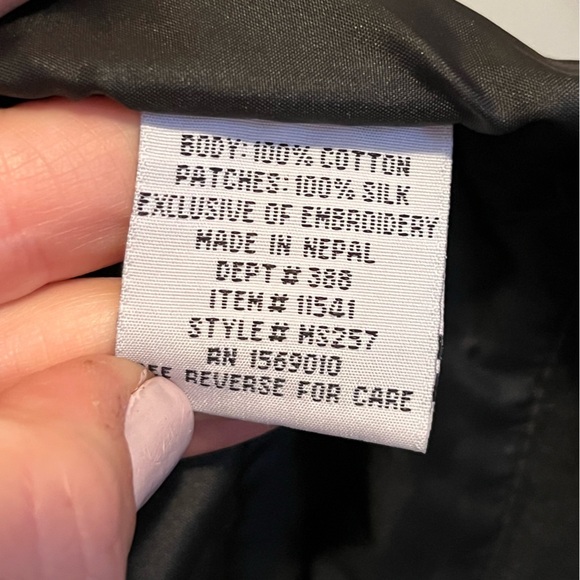 BODY: 100% COTTON
PATCHES: 100% SILK
EXCLUSIVE OF EMBROIDERY
MADE IN NEPAL
DEPT # 388
ITEM # 11541
STYLE # MS257
RN 1569010
EE REVERSE FOR CARE